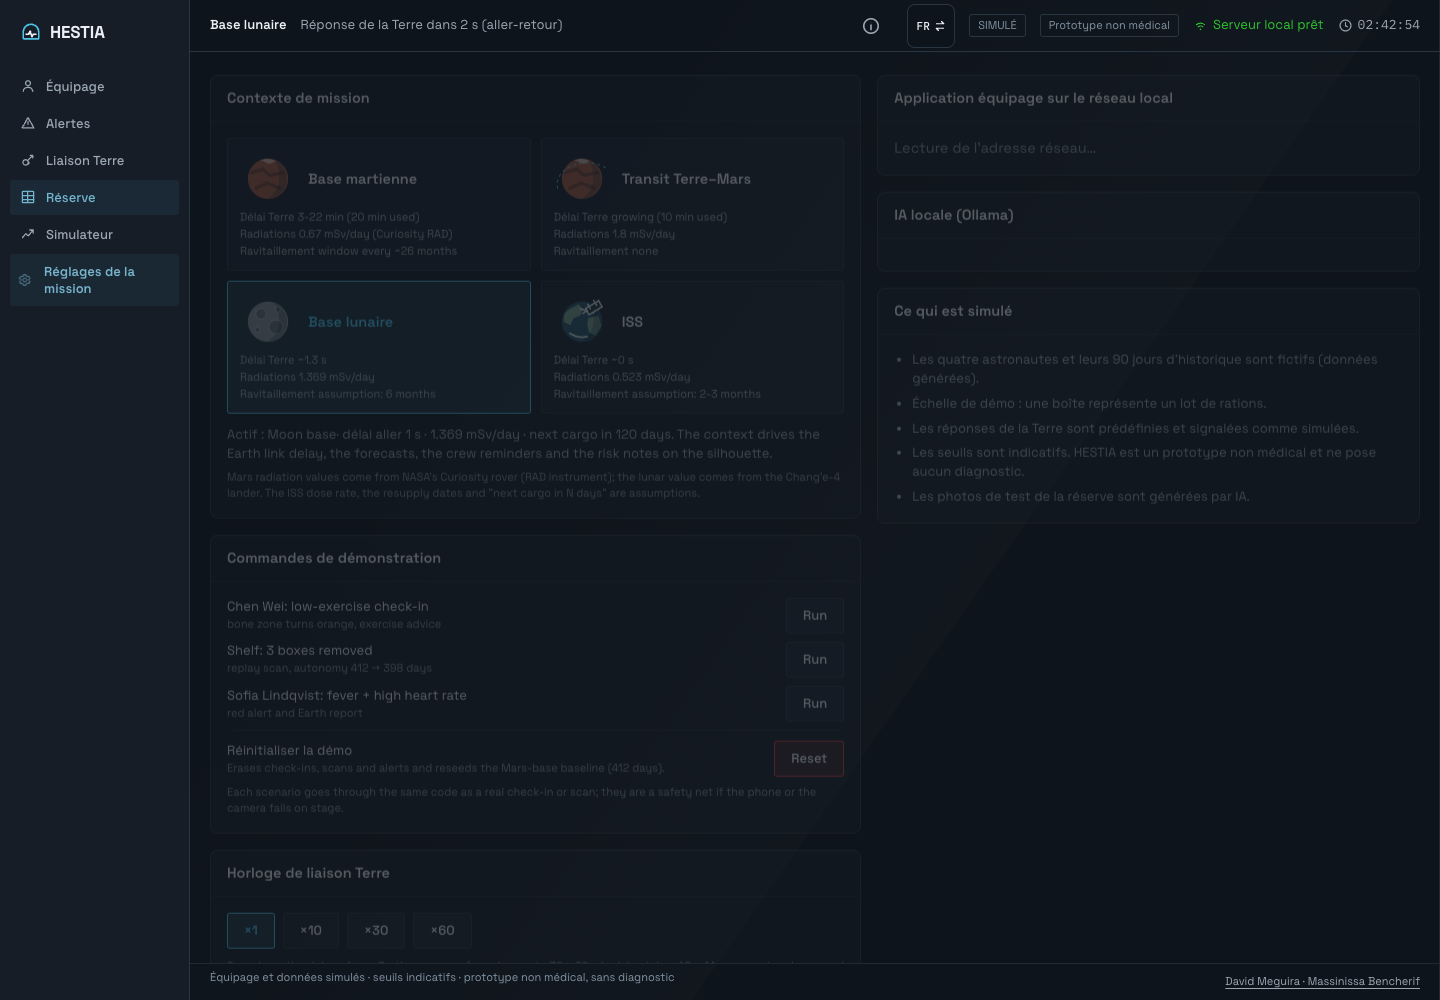 HESTIA
Équipage
Alertes
Liaison Terre
Réserve
Simulateur
Réglages de la
mission
Base lunaire Réponse de la Terre dans 2 s (aller-retour)
FR ⇄
SIMULÉ
Prototype non médical
Serveur local prêt
02:42:54
Contexte de mission
Base martienne
Délai Terre 3-22 min (20 min used)
Radiations 0.67 mSv/day (Curiosity RAD)
Ravitaillement window every ~26 months
Transit Terre–Mars
Délai Terre growing (10 min used)
Radiations 1.8 mSv/day
Ravitaillement none
Base lunaire
Délai Terre ~1.3 s
Radiations 1.369 mSv/day
Ravitaillement assumption: 6 months
ISS
Délai Terre ~0 s
Radiations 0.523 mSv/day
Ravitaillement assumption: 2-3 months
Actif : Moon base· délai aller 1 s · 1.369 mSv/day · next cargo in 120 days. The context drives the
Earth link delay, the forecasts, the crew reminders and the risk notes on the silhouette.
Mars radiation values come from NASA's Curiosity rover (RAD instrument); the lunar value comes from the Chang'e-4
lander. The ISS dose rate, the resupply dates and "next cargo in N days" are assumptions.
Commandes de démonstration
Chen Wei: low-exercise check-in
bone zone turns orange, exercise advice
Run
Shelf: 3 boxes removed
replay scan, autonomy 412 → 398 days
Run
Sofia Lindqvist: fever + high heart rate
red alert and Earth report
Run
Réinitialiser la démo
Erases check-ins, scans and alerts and reseeds the Mars-base baseline (412 days).
Reset
Each scenario goes through the same code as a real check-in or scan; they are a safety net if the phone or the
camera fails on stage.
Horloge de liaison Terre
×1
×10
×30
×60
Application équipage sur le réseau local
Lecture de l'adresse réseau…
IA locale (Ollama)
Ce qui est simulé
• Les quatre astronautes et leurs 90 jours d'historique sont fictifs (données
générées).
• Échelle de démo : une boîte représente un lot de rations.
• Les réponses de la Terre sont prédéfinies et signalées comme simulées.
• Les seuils sont indicatifs. HESTIA est un prototype non médical et ne pose
aucun diagnostic.
• Les photos de test de la réserve sont générées par IA.
Équipage et données simulés · seuils indicatifs · prototype non médical, sans diagnostic
David Meguira · Massinissa Bencherif